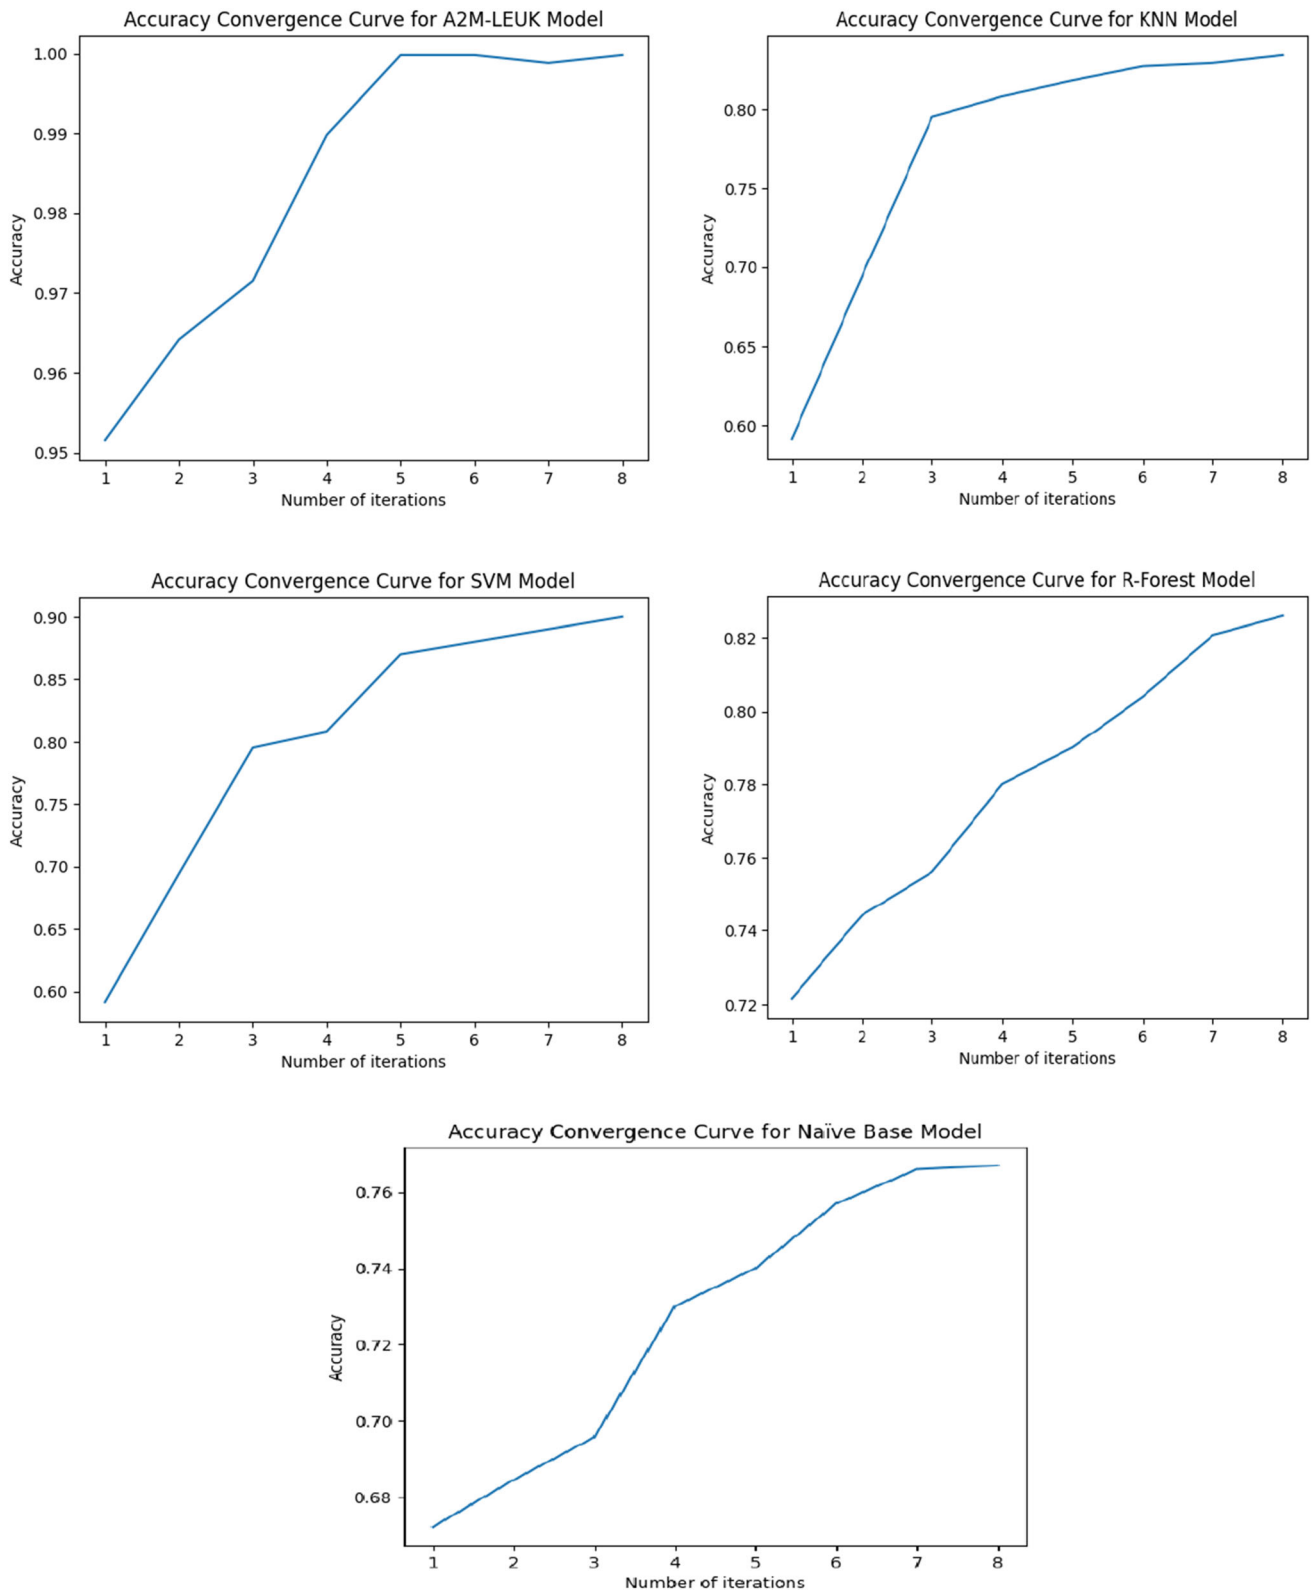 Accuracy Convergence Curve for A2M-LEUK Model
1.00
0.99
0.98
0.97
0.96
0.95
Accuracy
1 2 3 4 5 6 7 8
Number of iterations
Accuracy Convergence Curve for KNN Model
0.80
0.75
0.70
0.65
0.60
Accuracy
1 2 3 4 5 6 7 8
Number of iterations
Accuracy Convergence Curve for SVM Model
0.90
0.85
0.80
0.75
0.70
0.65
0.60
Accuracy
1 2 3 4 5 6 7 8
Number of iterations
Accuracy Convergence Curve for R-Forest Model
0.82
0.80
0.78
0.76
0.74
0.72
Accuracy
1 2 3 4 5 6 7 8
Number of iterations
Accuracy Convergence Curve for Naïve Base Model
0.76
0.74
0.72
0.70
0.68
Accuracy
1 2 3 4 5 6 7 8
Number of iterations